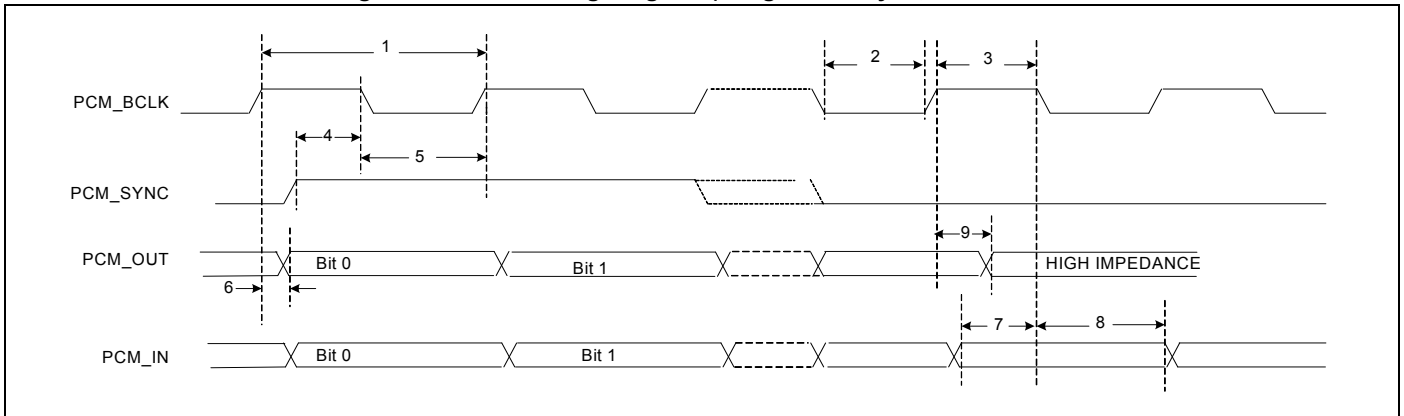 1
2
3
PCM_BCLK
4
5
PCM_SYNC
9
PCM_OUT
Bit 0
Bit 1
HIGH IMPEDANCE
6
7
8
PCM_IN
Bit 0
Bit 1